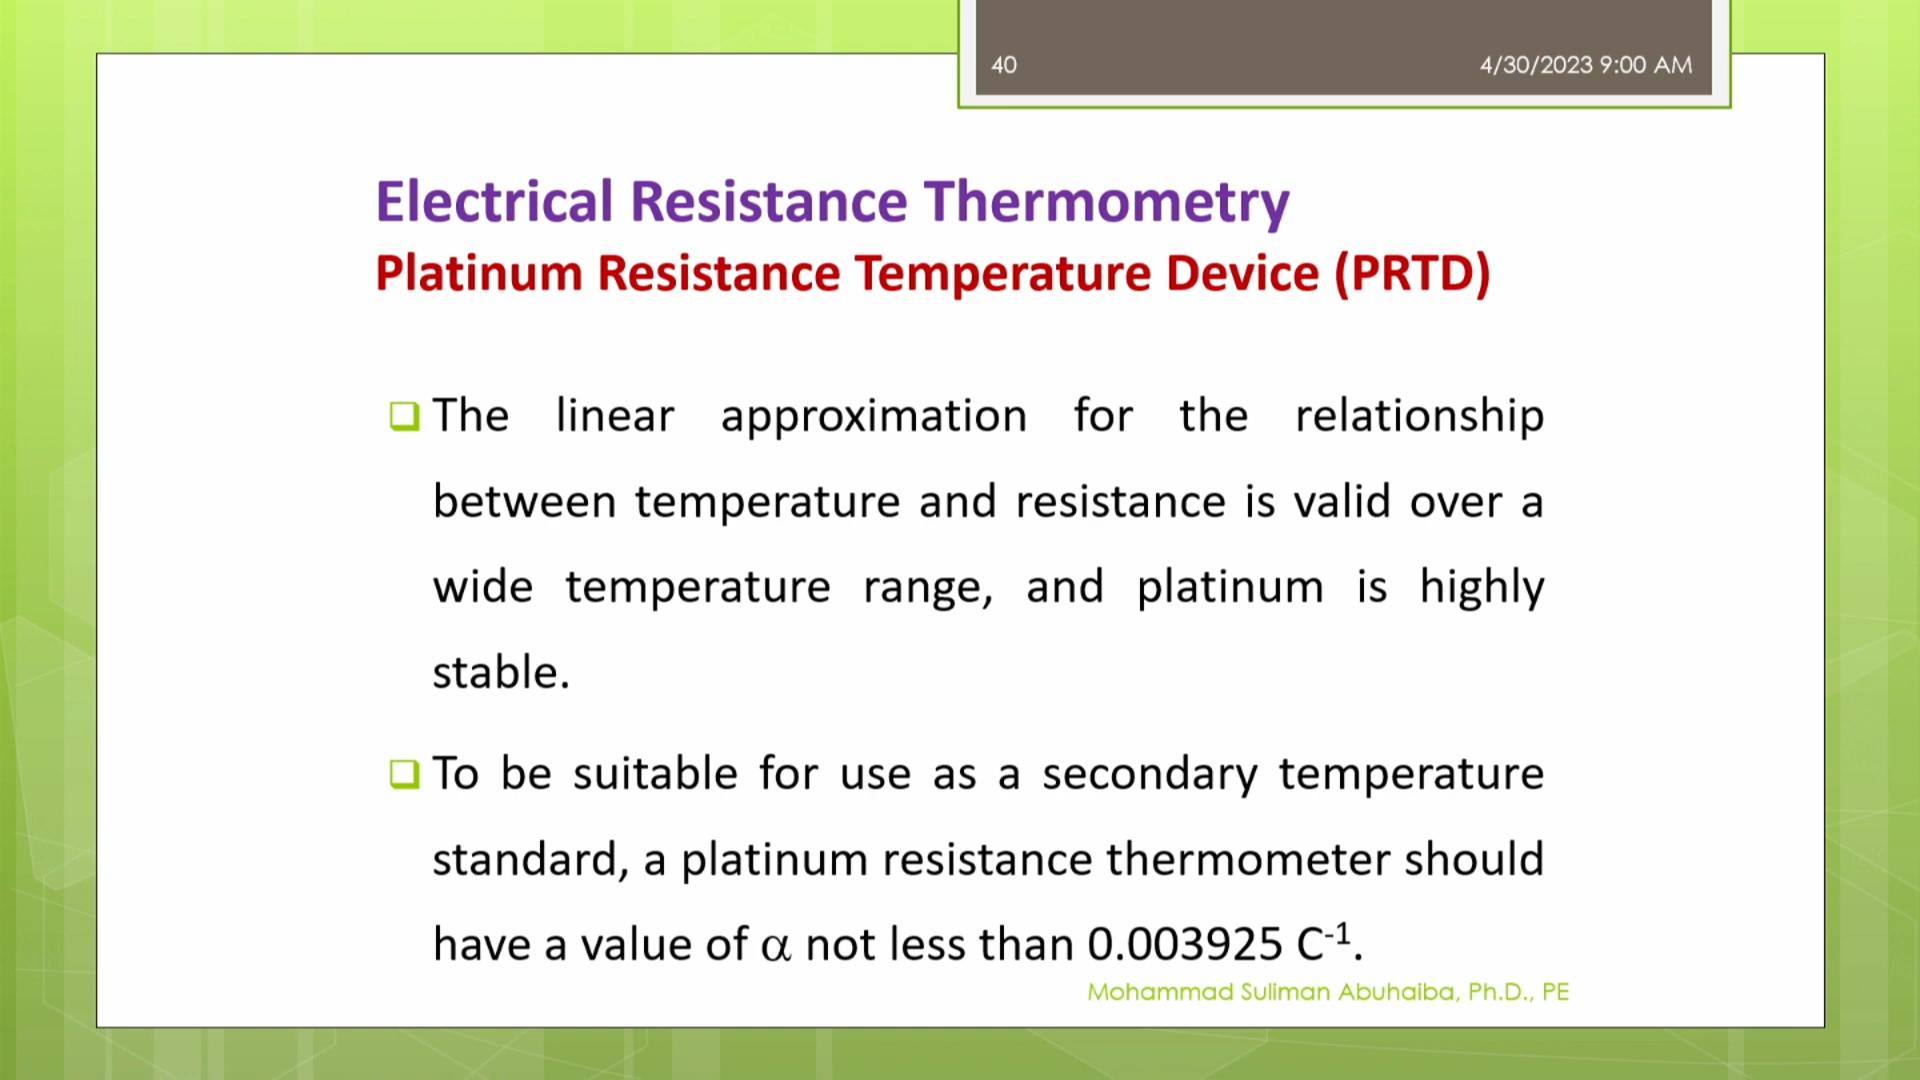 40
4/30/2023 9:00 AM
Electrical Resistance Thermometry
Platinum Resistance Temperature Device (PRTD)
The linear approximation for the relationship
between temperature and resistance is valid over a
wide temperature range, and platinum is highly
stable.
To be suitable for use as a secondary temperature
standard, a platinum resistance thermometer should
have a value of α not less than 0.003925 C⁻¹.
Mohammad Suliman Abuhaiba, Ph.D., PE